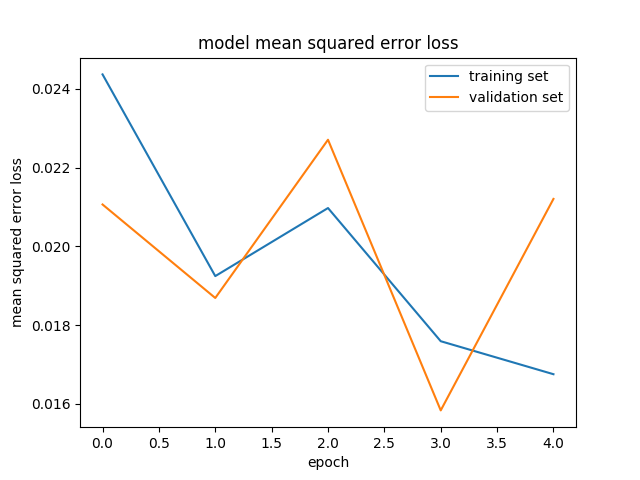 model mean squared error loss
training set
validation set
mean squared error loss
0.024
0.022
0.020
0.018
0.016
0.0 0.5 1.0 1.5 2.0 2.5 3.0 3.5 4.0
epoch